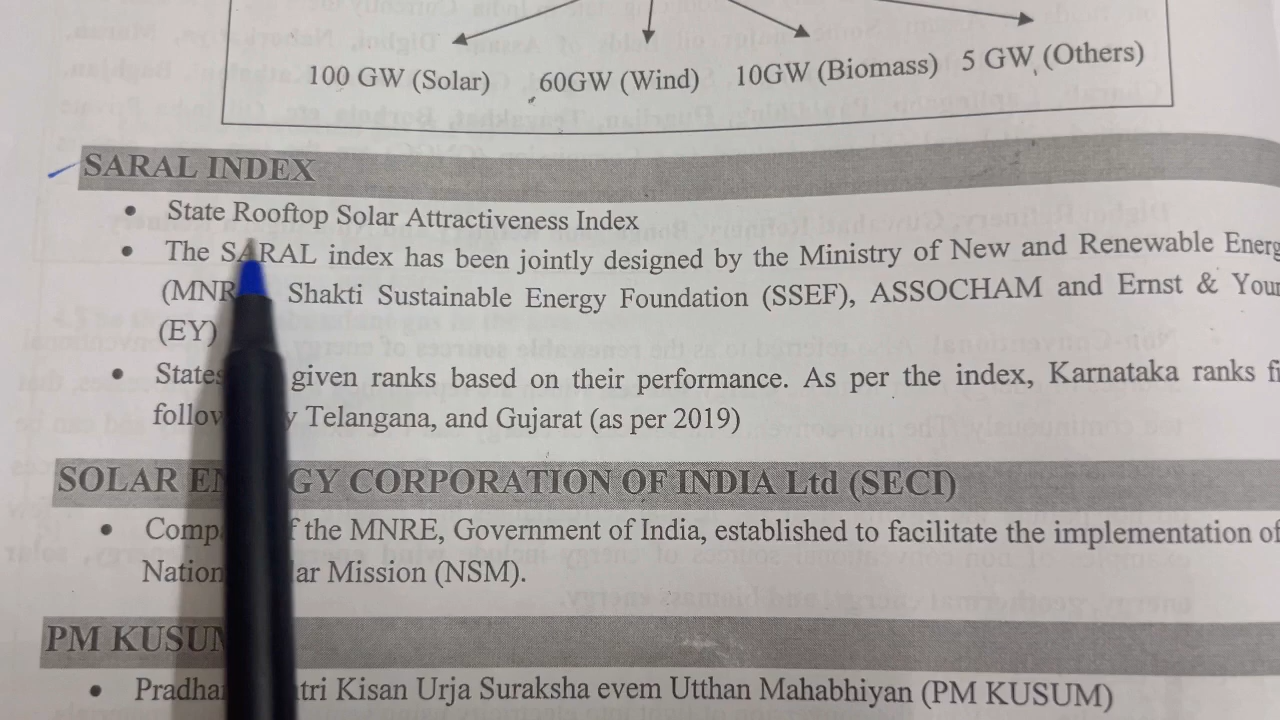 100 GW (Solar) 60GW (Wind) 10GW (Biomass) 5 GW (Others)
SARAL INDEX
• State Rooftop Solar Attractiveness Index
• The SARAL index has been jointly designed by the Ministry of New and Renewable Energ
(MNR Shakti Sustainable Energy Foundation (SSEF), ASSOCHAM and Ernst & Youn
(EY)
• States given ranks based on their performance. As per the index, Karnataka ranks fi
follow y Telangana, and Gujarat (as per 2019)
SOLAR EN GY CORPORATION OF INDIA Ltd (SECI)
• Comp f the MNRE, Government of India, established to facilitate the implementation of
Nation lar Mission (NSM).
PM KUSUM
• Pradha tri Kisan Urja Suraksha evem Utthan Mahabhiyan (PM KUSUM)